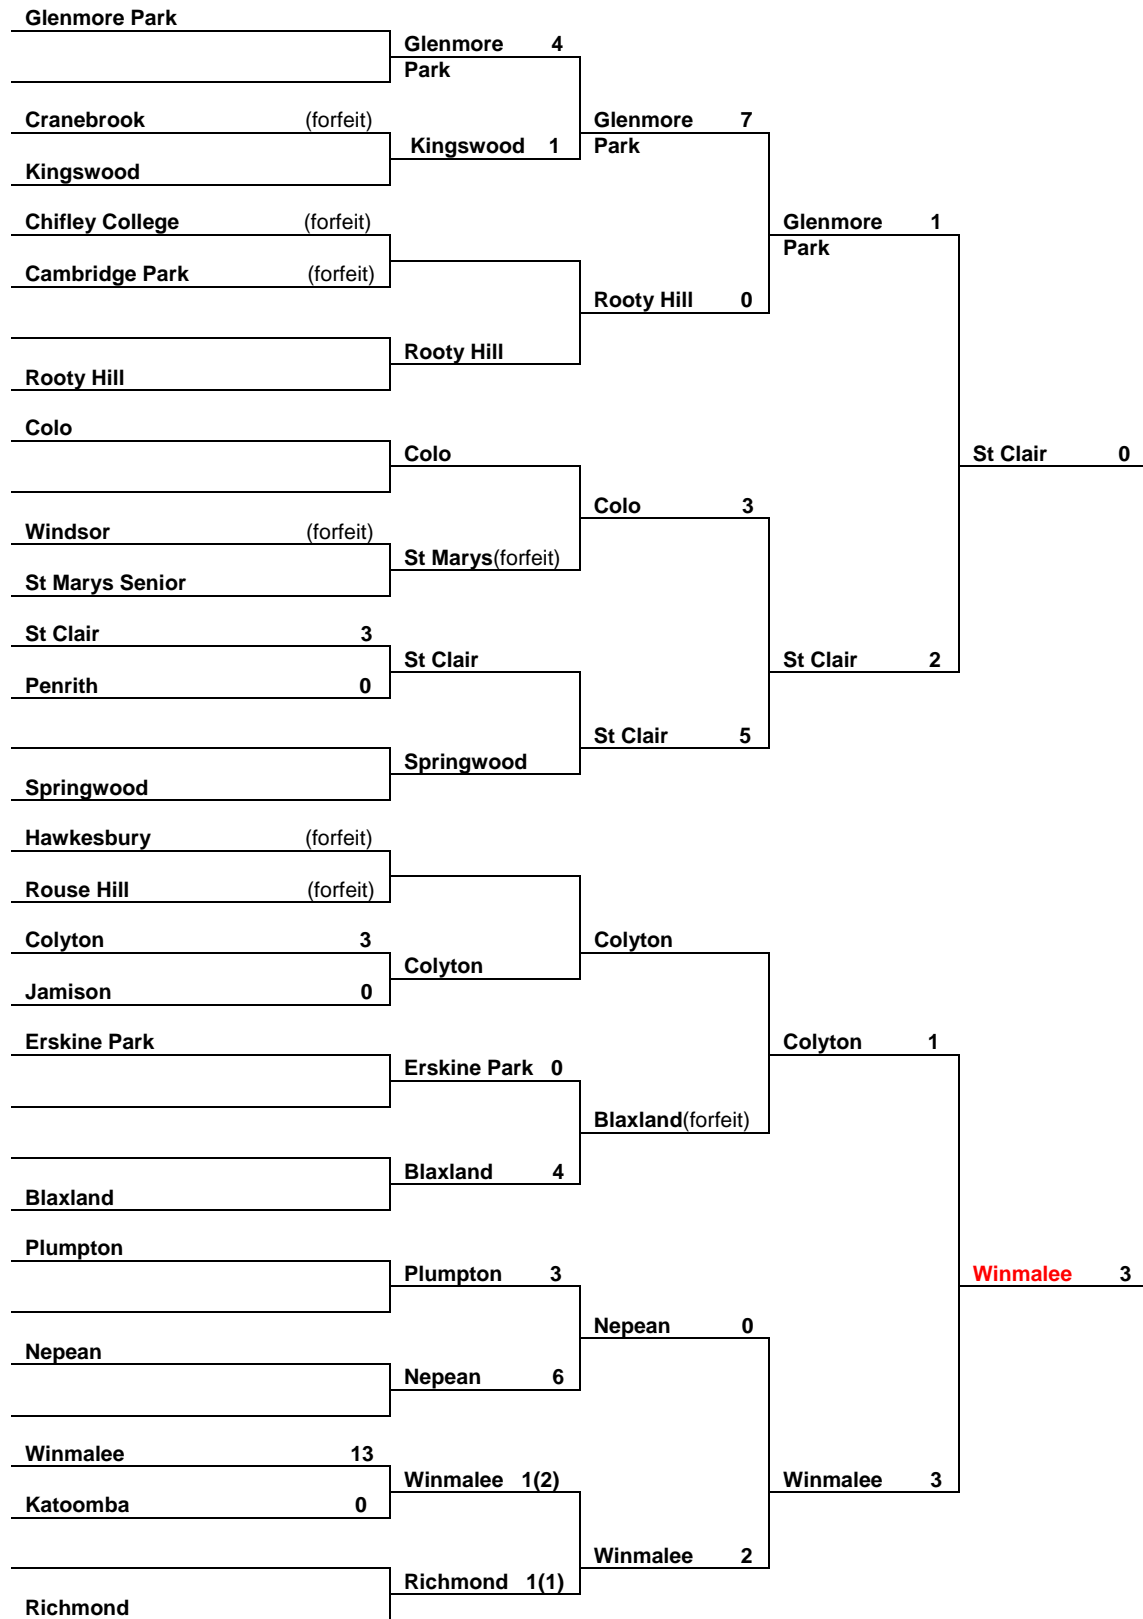 Glenmore Park
Glenmore 4
Park
Cranebrook (forfeit)
Glenmore 7
Kingswood 1
Park
Kingswood
Chifley College (forfeit)
Glenmore 1
Park
Cambridge Park (forfeit)
Rooty Hill 0
Rooty Hill
Rooty Hill
Colo
Colo
St Clair 0
Colo 3
Windsor (forfeit)
St Marys(forfeit)
St Marys Senior
St Clair 3
St Clair
St Clair 2
Penrith 0
St Clair 5
Springwood
Springwood
Hawkesbury (forfeit)
Rouse Hill (forfeit)
Colyton 3
Colyton
Colyton
Jamison 0
Erskine Park
Colyton 1
Erskine Park 0
Blaxland(forfeit)
Blaxland 4
Blaxland
Plumpton
Plumpton 3
Winmalee 3
Nepean 0
Nepean
Nepean 6
Winmalee 13
Winmalee 1(2)
Winmalee 3
Katoomba 0
Winmalee 2
Richmond 1(1)
Richmond